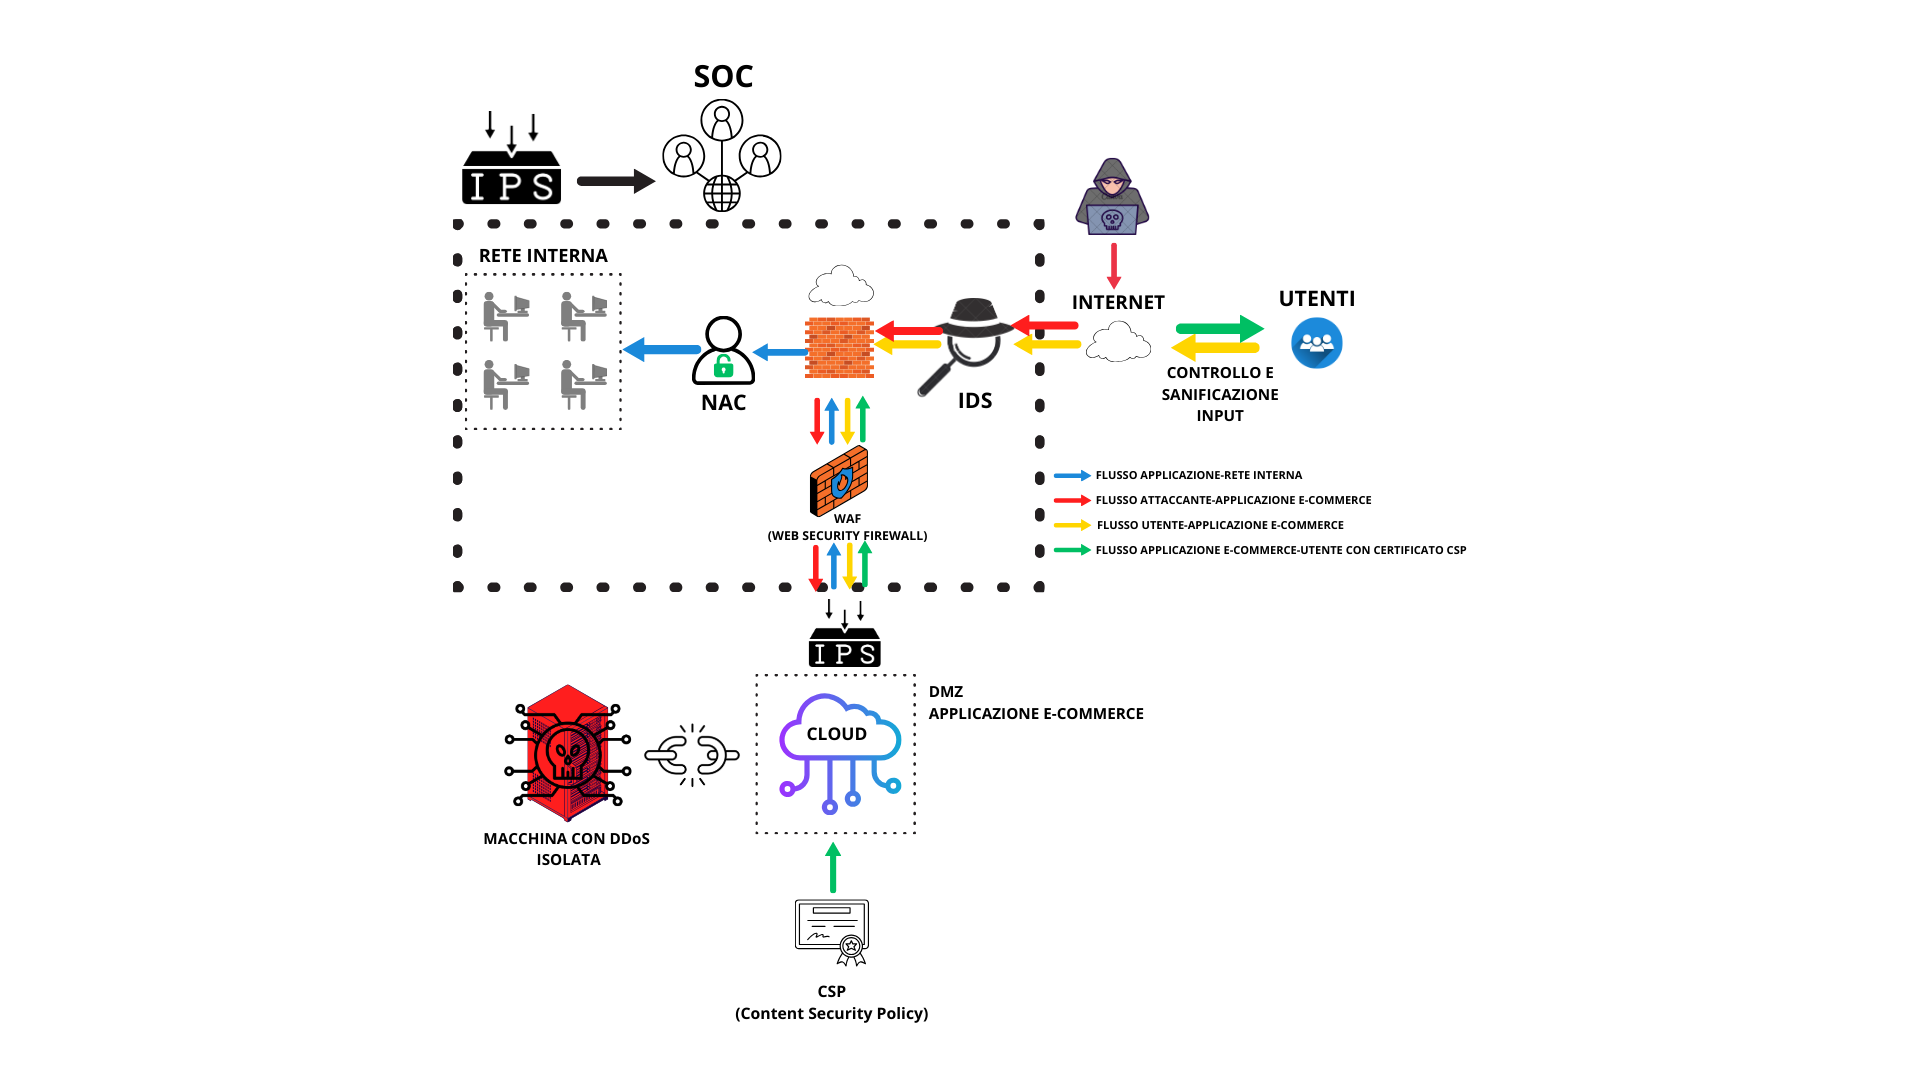 SOC
IPS
RETE INTERNA
INTERNET
UTENTI
CONTROLLO E
SANIFICAZIONE
INPUT
NAC
IDS
FLUSSO APPLICAZIONE-RETE INTERNA
FLUSSO ATTACCANTE-APPLICAZIONE E-COMMERCE
FLUSSO UTENTE-APPLICAZIONE E-COMMERCE
FLUSSO APPLICAZIONE E-COMMERCE-UTENTE CON CERTIFICATO CSP
WAF
(WEB SECURITY FIREWALL)
IPS
DMZ
APPLICAZIONE E-COMMERCE
CLOUD
MACCHINA CON DDoS
ISOLATA
CSP
(Content Security Policy)